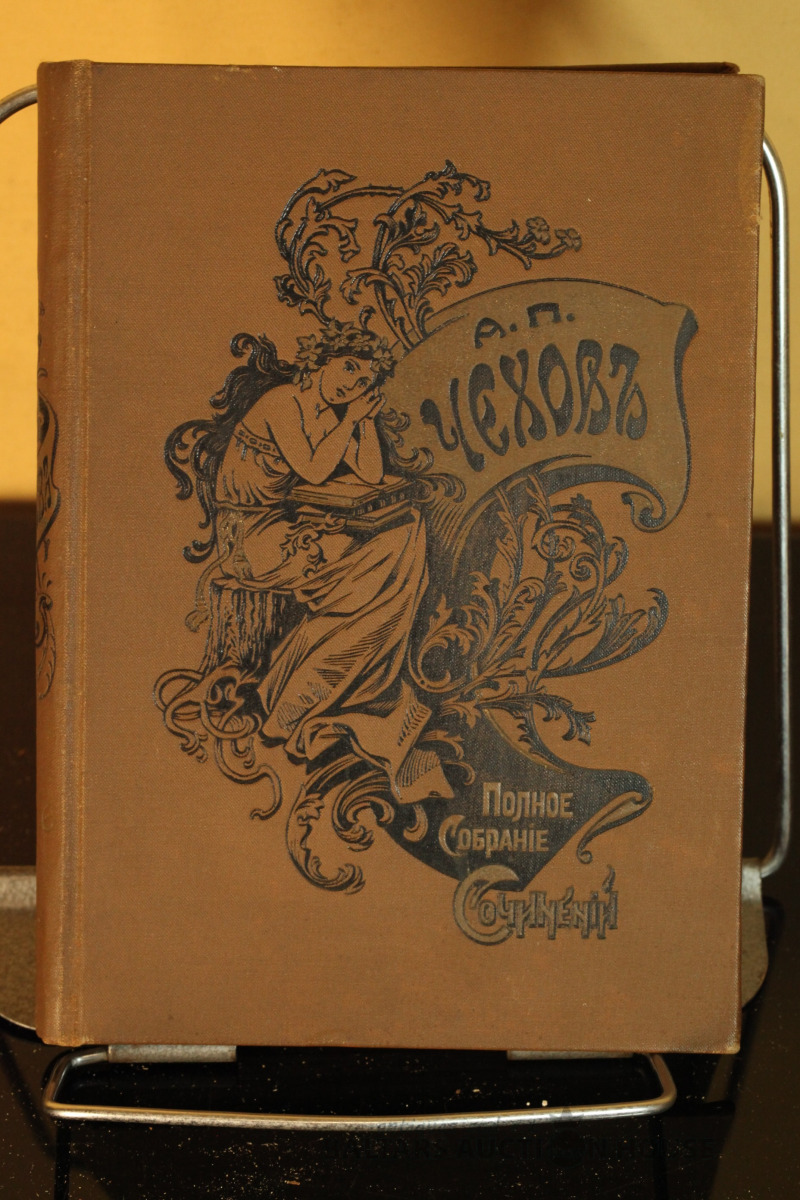 А. П.
ЧЕХОВЪ
ПОЛНОЕ
СОБРАНІЕ
СОЧИНЕНІЙ